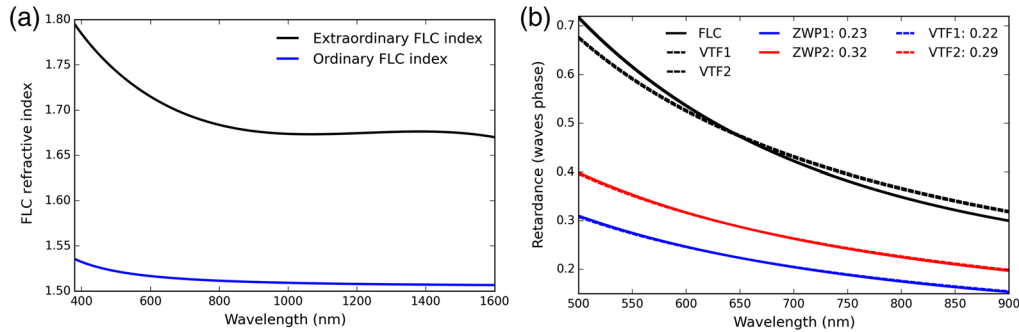 (a)
1.80
1.75
1.70
1.65
1.60
1.55
1.50
FLC refractive index
Extraordinary FLC index
Ordinary FLC index
400 600 800 1000 1200 1400 1600
Wavelength (nm)
(b)
0.7
0.6
0.5
0.4
0.3
0.2
Retardance (waves phase)
FLC ZWP1: 0.23 VTF1: 0.22
VTF1 ZWP2: 0.32 VTF2: 0.29
VTF2
500 550 600 650 700 750 800 850 900
Wavelength (nm)